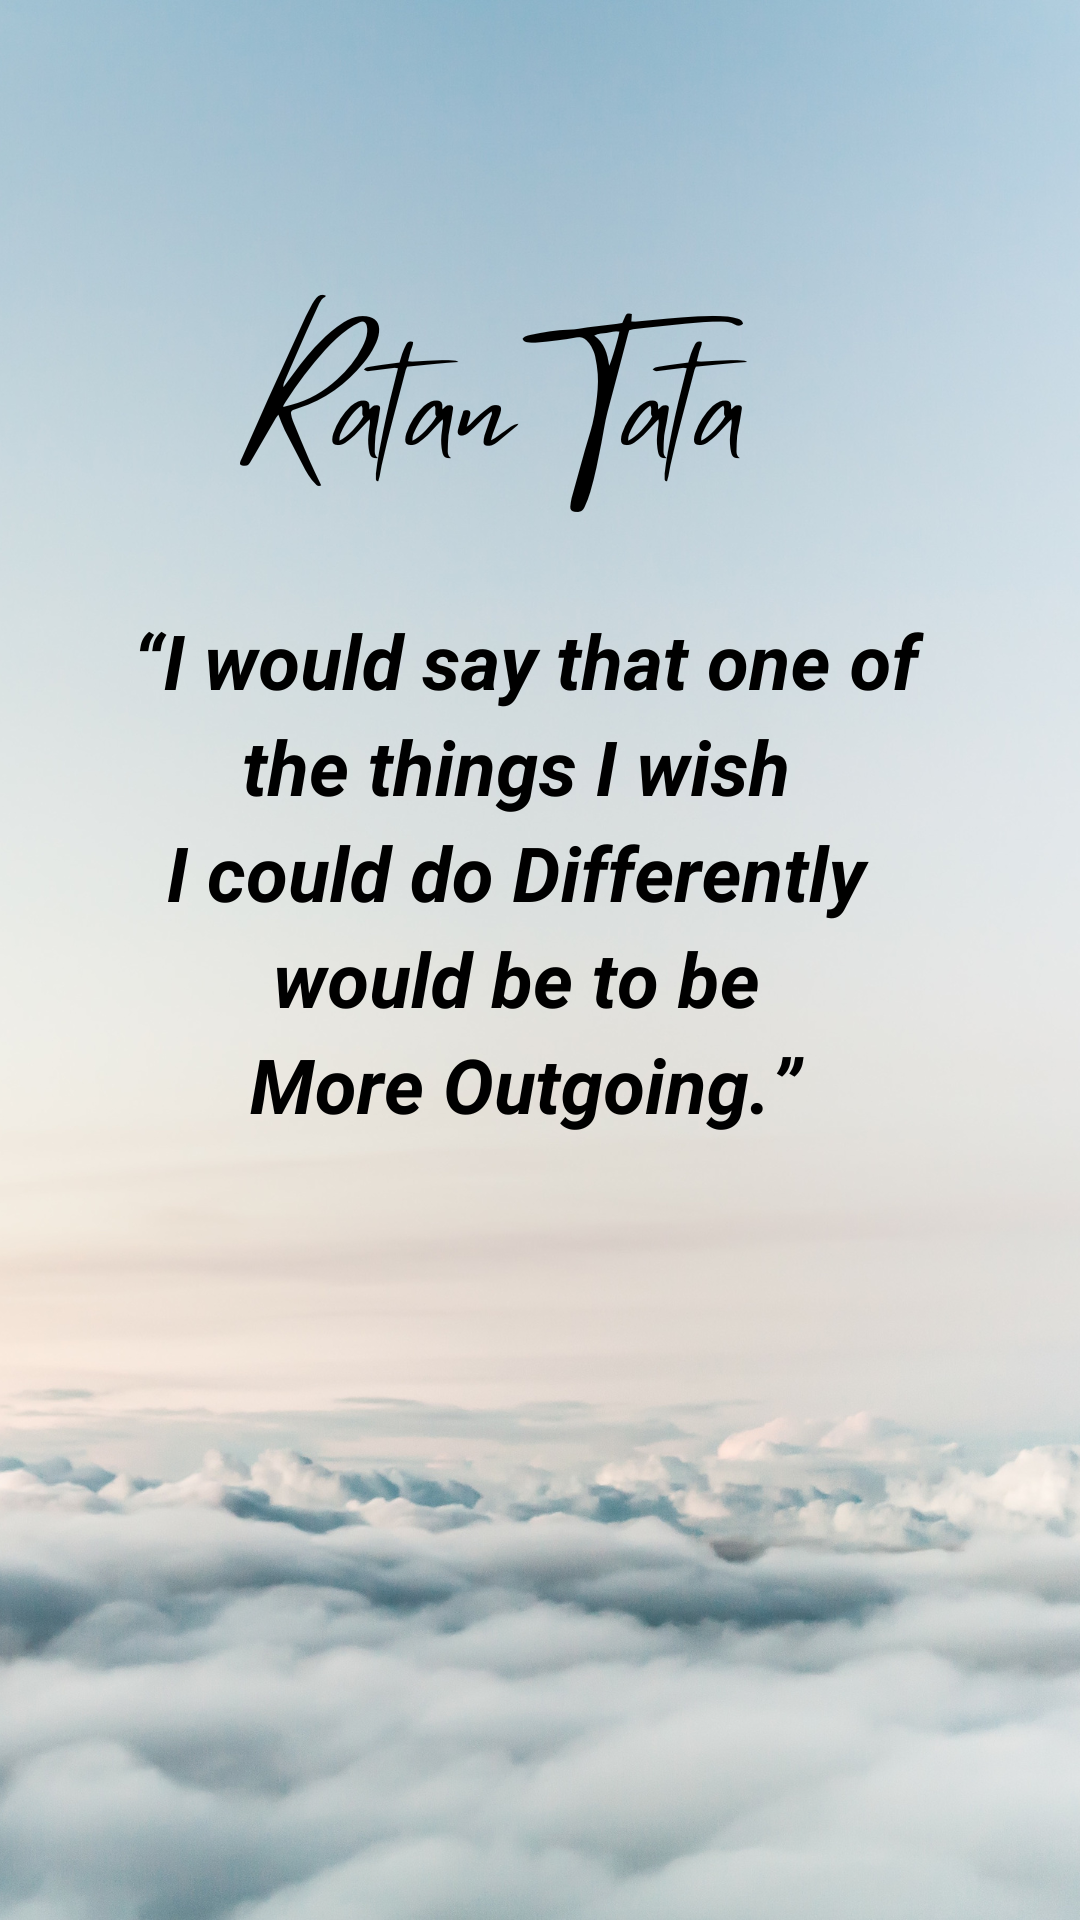 Ratan Tata
“I would say that one of
the things I wish
I could do Differently
would be to be
More Outgoing.”